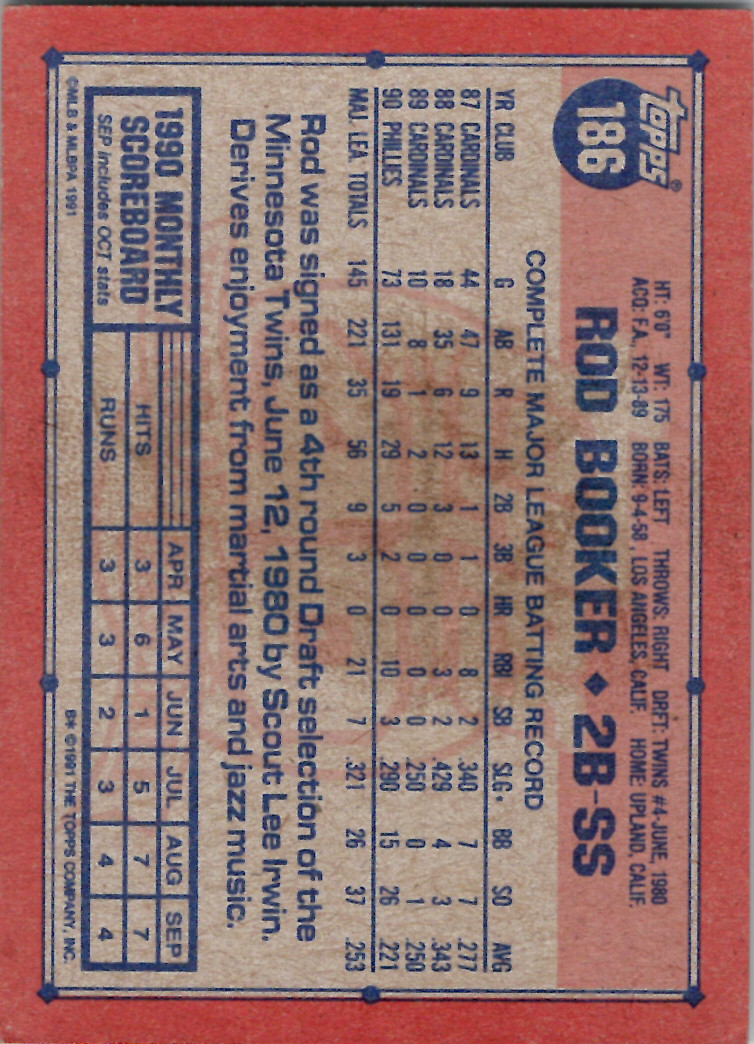 topps®
186
HT: 6'0" WT: 175 BATS: LEFT THROWS: RIGHT DRFT: TWINS #4-JUNE, 1980
ACQ: F.A., 12-13-89 BORN: 9-4-58, LOS ANGELES, CALIF. HOME: UPLAND, CALIF.
ROD BOOKER ♦ 2B-SS
COMPLETE MAJOR LEAGUE BATTING RECORD
YR CLUB G AB R H 2B 3B HR RBI SB SLG• BB SO AVG
87 CARDINALS 44 47 9 13 1 1 0 8 2 .340 7 7 .277
88 CARDINALS 18 35 6 12 3 0 0 3 2 .429 4 3 .343
89 CARDINALS 10 8 1 2 0 0 0 0 0 .250 0 1 .250
90 PHILLIES 73 131 19 29 5 2 0 10 3 .290 15 26 .221
MAJ. LEA. TOTALS 145 221 35 56 9 3 0 21 7 .321 26 37 .253
Rod was signed as a 4th round Draft selection of the
Minnesota Twins, June 12, 1980 by Scout Lee Irwin.
Derives enjoyment from martial arts and jazz music.
1990 MONTHLY
SCOREBOARD
SEP includes OCT stats
APR MAY JUN JUL AUG SEP
HITS 3 6 1 5 7 7
RUNS 3 3 2 3 4 4
©MLB & MLBPA 1991
B* ©1991 THE TOPPS COMPANY, INC.